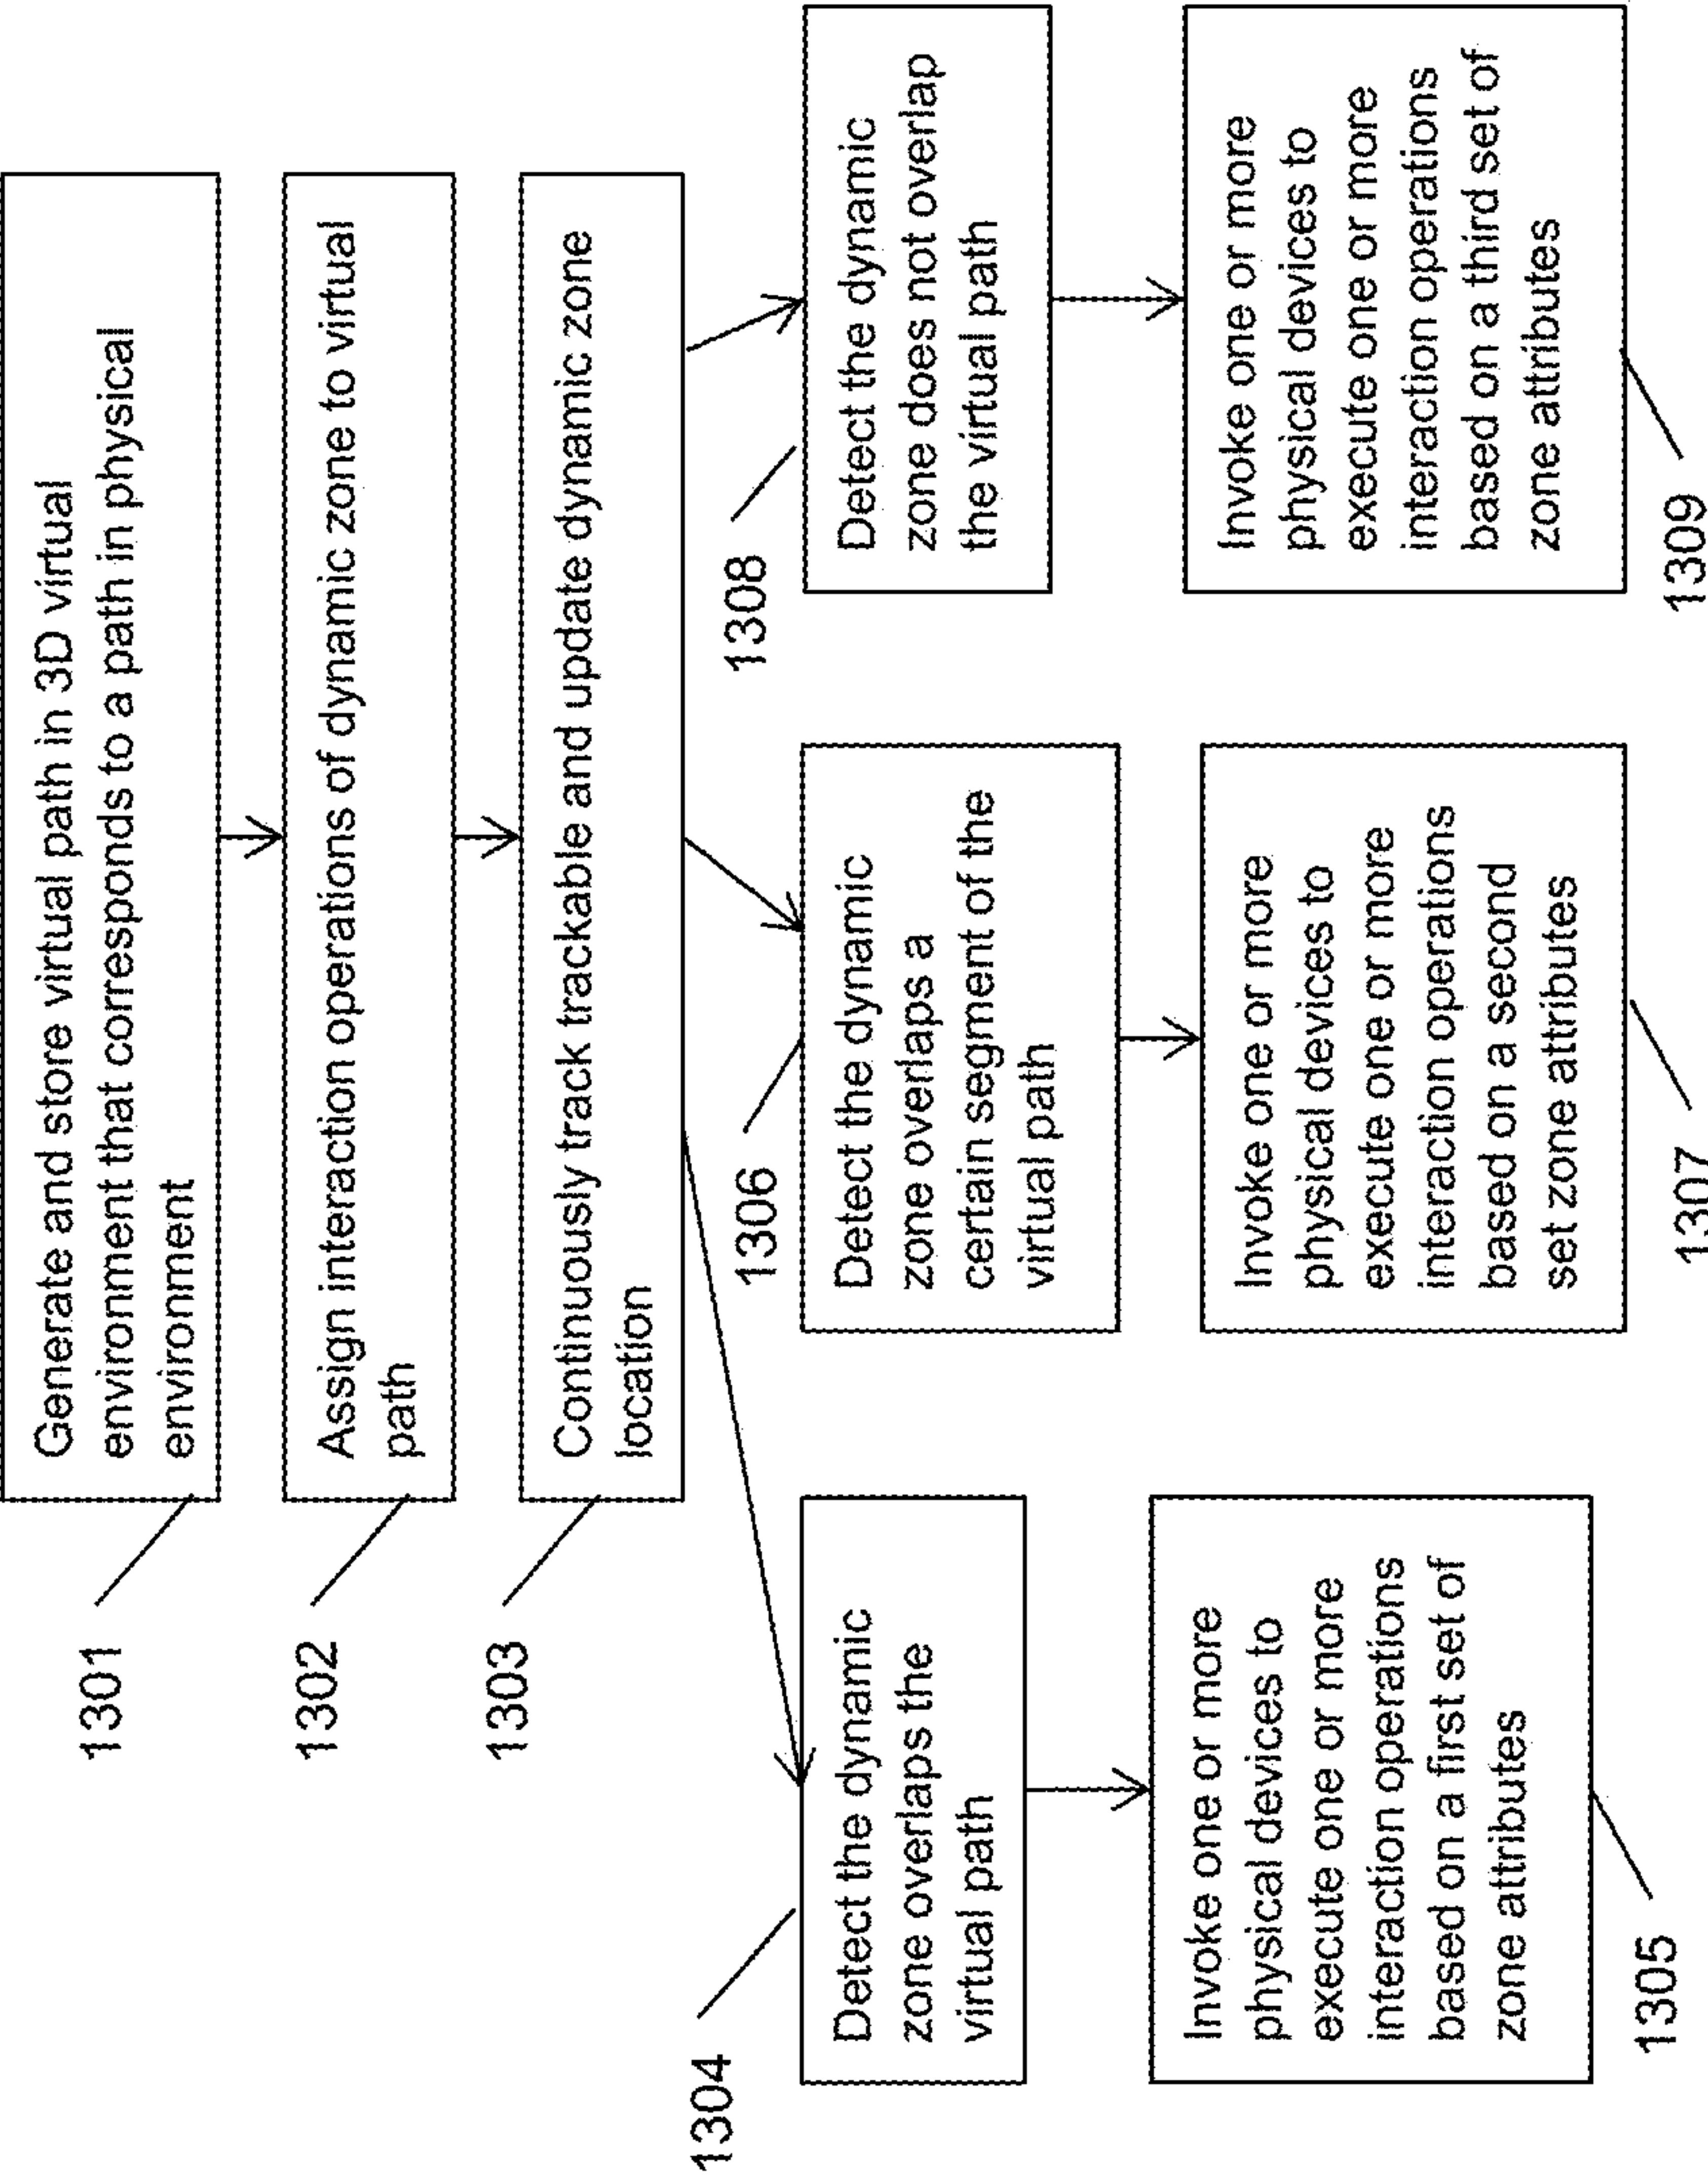 1301
Generate and store virtual path in 3D virtual
environment that corresponds to a path in physical
environment
1302
Assign interaction operations of dynamic zone to virtual
path
1303
Continuously track trackable and update dynamic zone
location
1304
Detect the dynamic
zone overlaps the
virtual path
1305
Invoke one or more
physical devices to
execute one or more
interaction operations
based on a first set of
zone attributes
1306
Detect the dynamic
zone overlaps a
certain segment of the
virtual path
1307
Invoke one or more
physical devices to
execute one or more
interaction operations
based on a second
set zone attributes
1308
Detect the dynamic
zone does not overlap
the virtual path
1309
Invoke one or more
physical devices to
execute one or more
interaction operations
based on a third set of
zone attributes